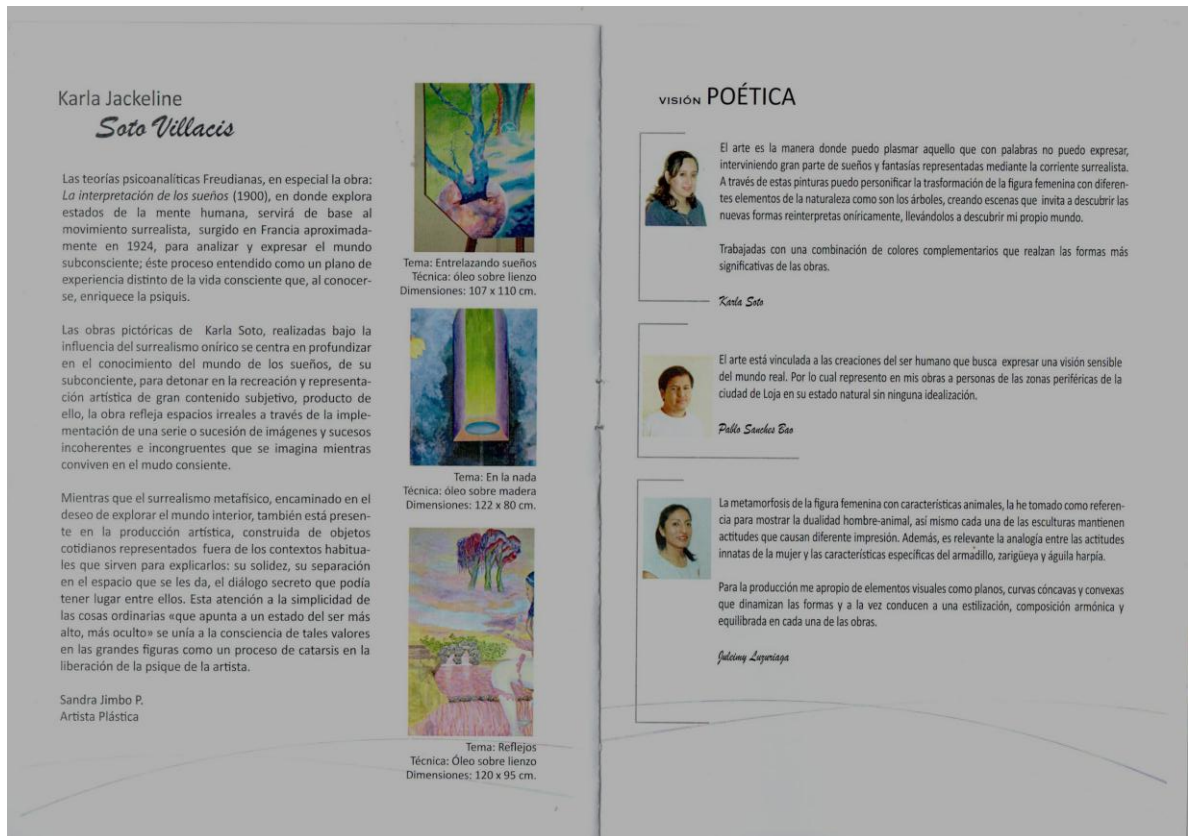 Karla Jackeline
Soto Villacis
Las teorías psicoanalíticas Freudianas, en especial la obra:
La interpretación de los sueños (1900), en donde explora
estados de la mente humana, servirá de base al
movimiento surrealista, surgido en Francia aproximada-
mente en 1924, para analizar y expresar el mundo
subconsciente; éste proceso entendido como un plano de
experiencia distinto de la vida consciente que, al conocer-
se, enriquece la psiquis.
Las obras pictóricas de Karla Soto, realizadas bajo la
influencia del surrealismo onírico se centra en profundizar
en el conocimiento del mundo de los sueños, de su
subconciente, para detonar en la recreación y representa-
ción artística de gran contenido subjetivo, producto de
ello, la obra refleja espacios irreales a través de la imple-
mentación de una serie o sucesión de imágenes y sucesos
incoherentes e incongruentes que se imagina mientras
conviven en el mudo consiente.
Mientras que el surrealismo metafísico, encaminado en el
deseo de explorar el mundo interior, también está presen-
te en la producción artística, construida de objetos
cotidianos representados fuera de los contextos habitua-
les que sirven para explicarlos: su solidez, su separación
en el espacio que se les da, el diálogo secreto que podía
tener lugar entre ellos. Esta atención a la simplicidad de
las cosas ordinarias «que apunta a un estado del ser más
alto, más oculto» se unía a la consciencia de tales valores
en las grandes figuras como un proceso de catarsis en la
liberación de la psique de la artista.
Sandra Jimbo P.
Artista Plástica
Tema: Entrelazando sueños
Técnica: óleo sobre lienzo
Dimensiones: 107 x 110 cm.
Tema: En la nada
Técnica: óleo sobre madera
Dimensiones: 122 x 80 cm.
Tema: Reflejos
Técnica: Óleo sobre lienzo
Dimensiones: 120 x 95 cm.
VISIÓN POÉTICA
El arte es la manera donde puedo plasmar aquello que con palabras no puedo expresar,
interviniendo gran parte de sueños y fantasías representadas mediante la corriente surrealista.
A través de estas pinturas puedo personificar la trasformación de la figura femenina con diferen-
tes elementos de la naturaleza como son los árboles, creando escenas que invita a descubrir las
nuevas formas reinterpretas oníricamente, llevándolos a descubrir mi propio mundo.
Trabajadas con una combinación de colores complementarios que realzan las formas más
significativas de las obras.
Karla Soto
El arte está vinculada a las creaciones del ser humano que busca expresar una visión sensible
del mundo real. Por lo cual represento en mis obras a personas de las zonas periféricas de la
ciudad de Loja en su estado natural sin ninguna idealización.
Pablo Sanches Bao
La metamorfosis de la figura femenina con características animales, la he tomado como referen-
cia para mostrar la dualidad hombre-animal, así mismo cada una de las esculturas mantienen
actitudes que causan diferente impresión. Además, es relevante la analogía entre las actitudes
innatas de la mujer y las características específicas del armadillo, zarigüeya y águila harpía.
Para la producción me apropio de elementos visuales como planos, curvas cóncavas y convexas
que dinamizan las formas y a la vez conducen a una estilización, composición armónica y
equilibrada en cada una de las obras.
Juleimy Luzuriaga